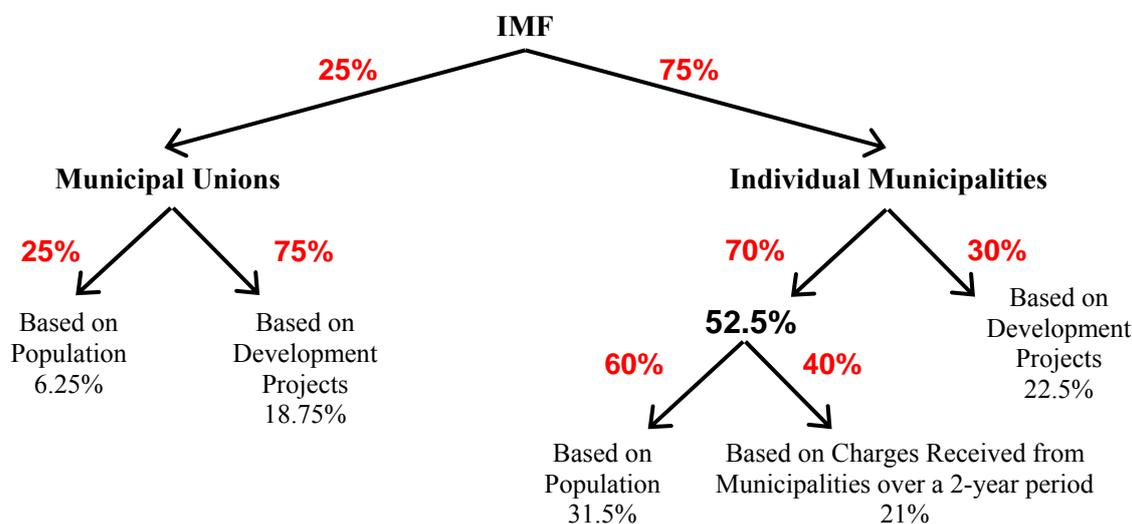 IMF
25%
75%
Municipal Unions
Individual Municipalities
25%
75%
70%
30%
Based on
Population
6.25%
Based on
Development
Projects
18.75%
52.5%
Based on
Development
Projects
22.5%
60%
40%
Based on
Population
31.5%
Based on Charges Received from
Municipalities over a 2-year period
21%